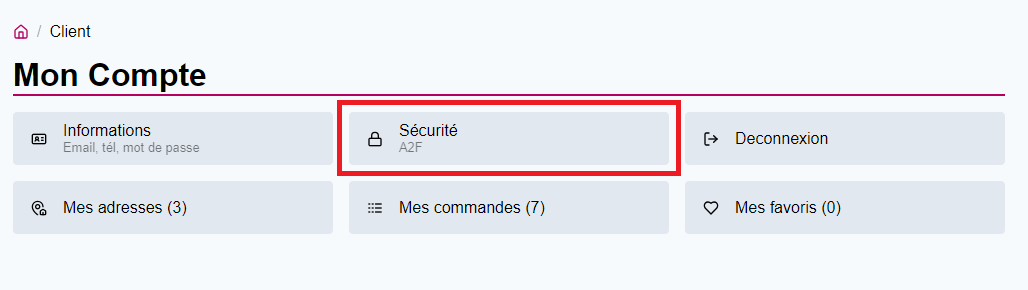 / Client
Mon Compte
Informations
Email, tél, mot de passe
Sécurité
A2F
Deconnexion
Mes adresses (3)
Mes commandes (7)
Mes favoris (0)